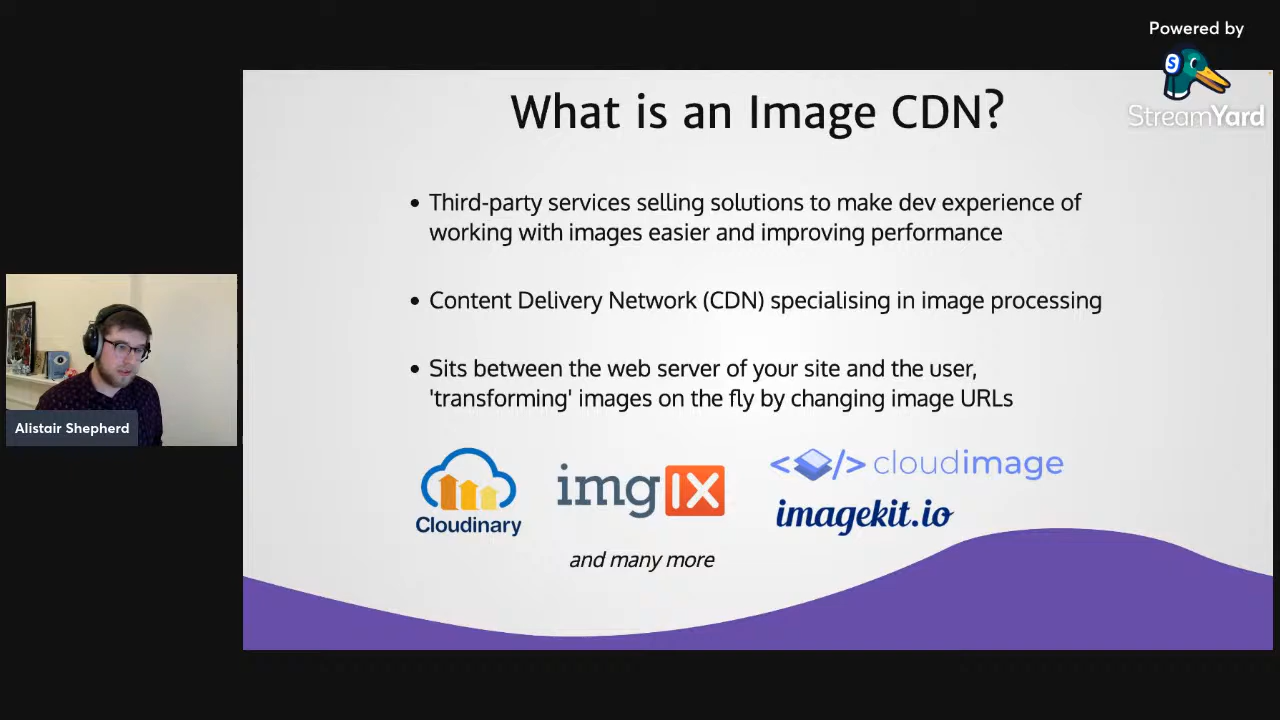 Powered by
S
StreamYard
What is an Image CDN?
• Third-party services selling solutions to make dev experience of
working with images easier and improving performance
• Content Delivery Network (CDN) specialising in image processing
• Sits between the web server of your site and the user,
'transforming' images on the fly by changing image URLs
Alistair Shepherd
Cloudinary
imgIX
</> cloudimage
imagekit.io
and many more